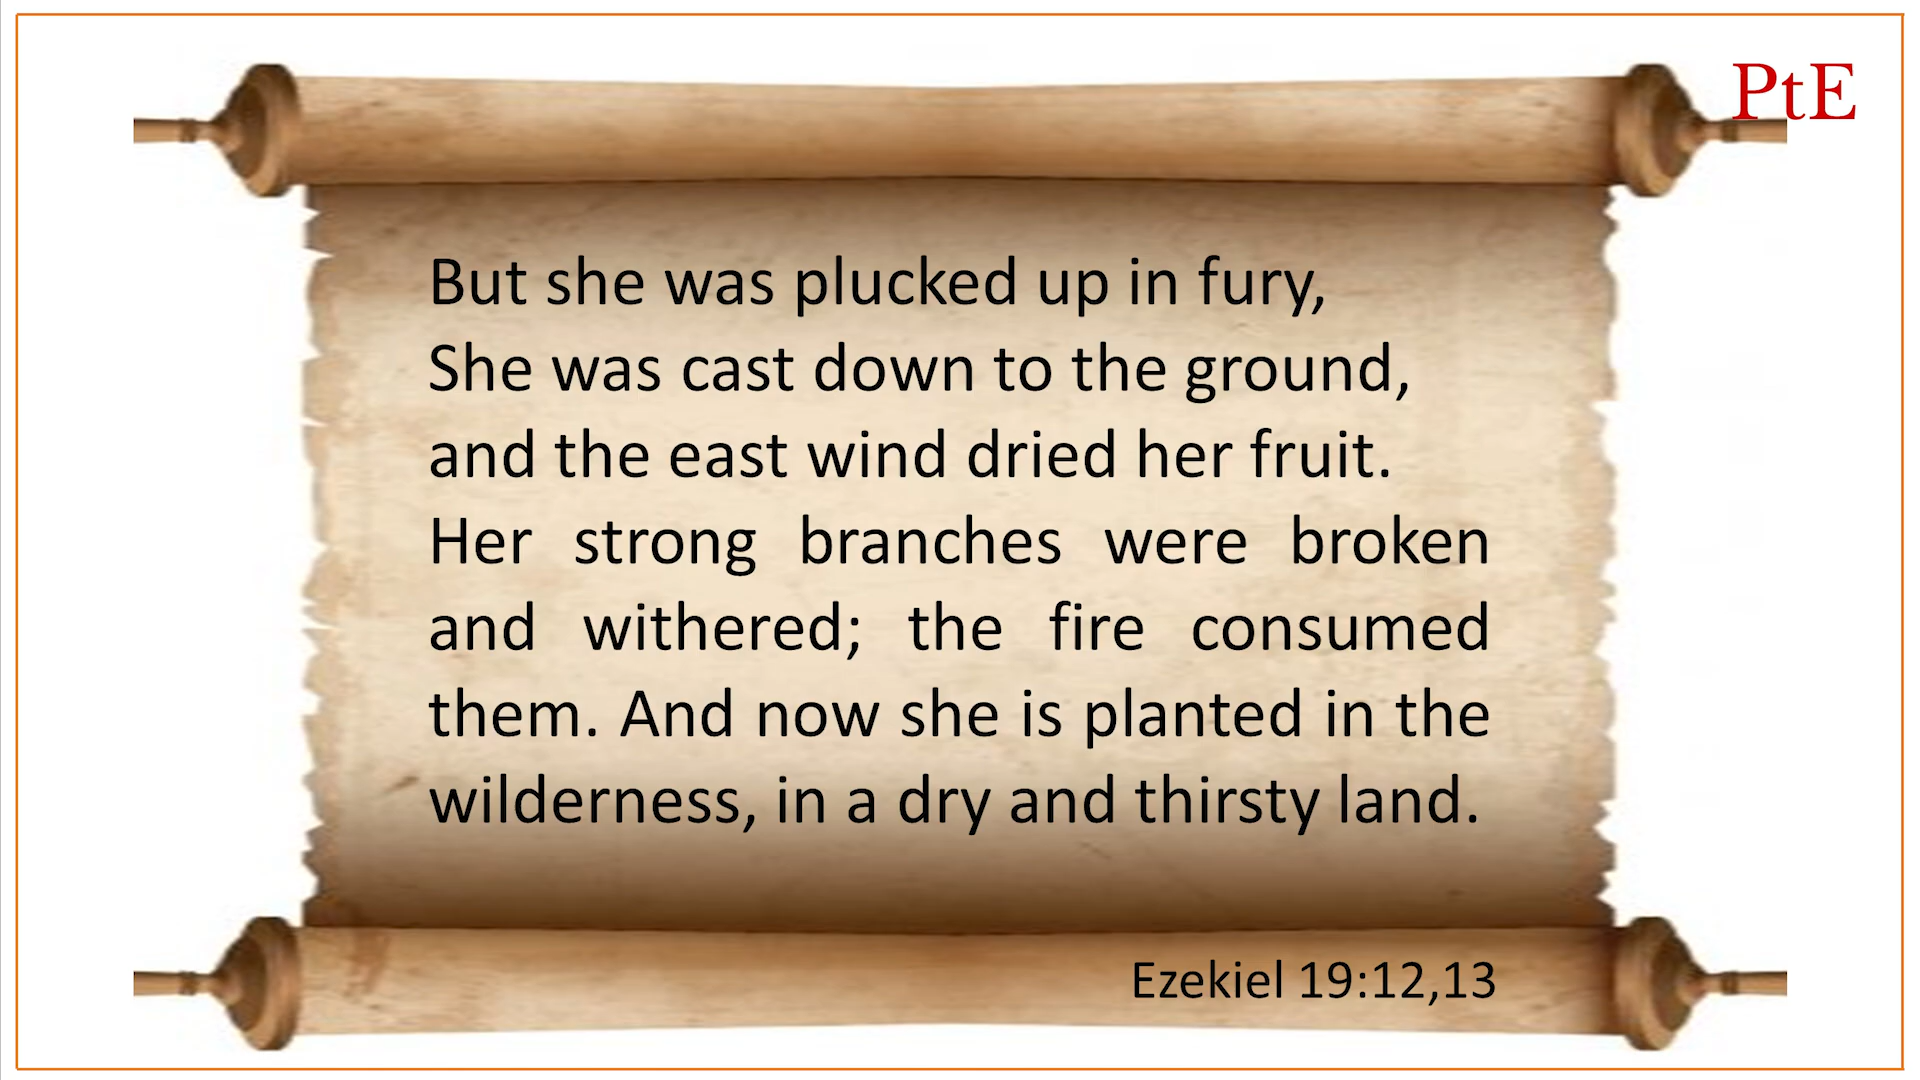 PtE
But she was plucked up in fury,
She was cast down to the ground,
and the east wind dried her fruit.
Her strong branches were broken
and withered; the fire consumed
them. And now she is planted in the
wilderness, in a dry and thirsty land.
Ezekiel 19:12,13